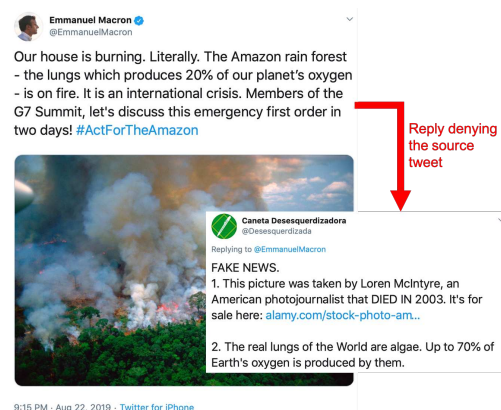 Emmanuel Macron
@EmmanuelMacron
Our house is burning. Literally. The Amazon rain forest
- the lungs which produces 20% of our planet's oxygen
- is on fire. It is an international crisis. Members of the
G7 Summit, let's discuss this emergency first order in
two days! #ActForTheAmazon
Reply denying
the source
tweet
Caneta Desesquerdizadora
@Desesquerdizada
Replying to @EmmanuelMacron
FAKE NEWS.
1. This picture was taken by Loren McIntyre, an
American photojournalist that DIED IN 2003. It's for
sale here: alamy.com/stock-photo-am...
2. The real lungs of the World are algae. Up to 70% of
Earth's oxygen is produced by them.
9:15 PM · Aug 22, 2019 · Twitter for iPhone